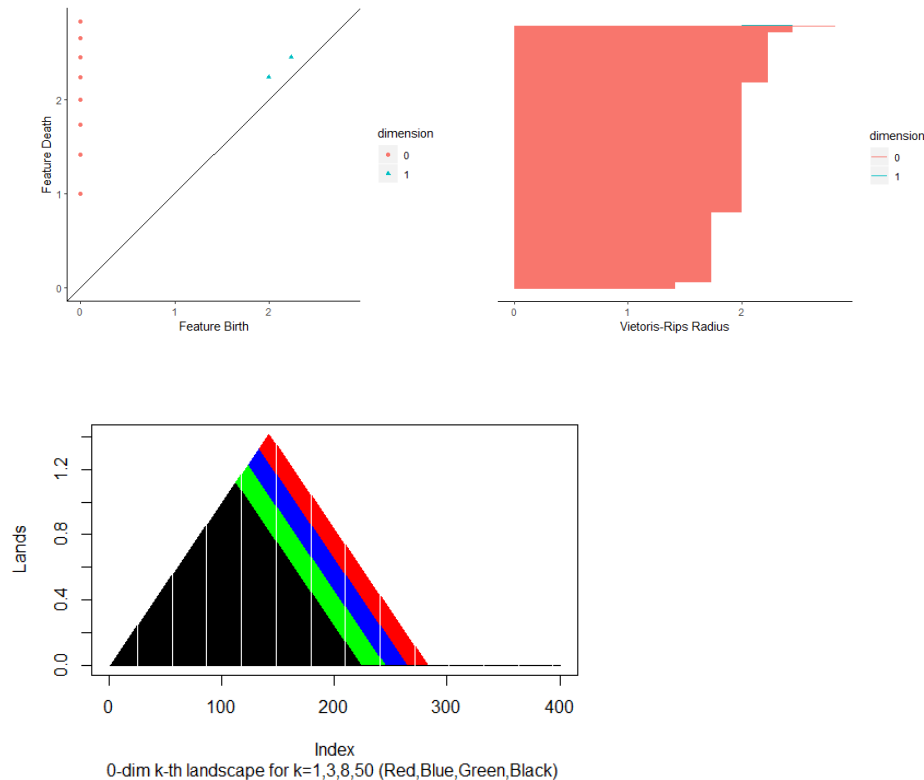 Feature Death
2
1
0
0
1
2
Feature Birth
dimension
0
1
0
1
2
Vietoris-Rips Radius
dimension
0
1
Lands
1.2
0.8
0.4
0.0
0
100
200
300
400
Index
0-dim k-th landscape for k=1,3,8,50 (Red,Blue,Green,Black)